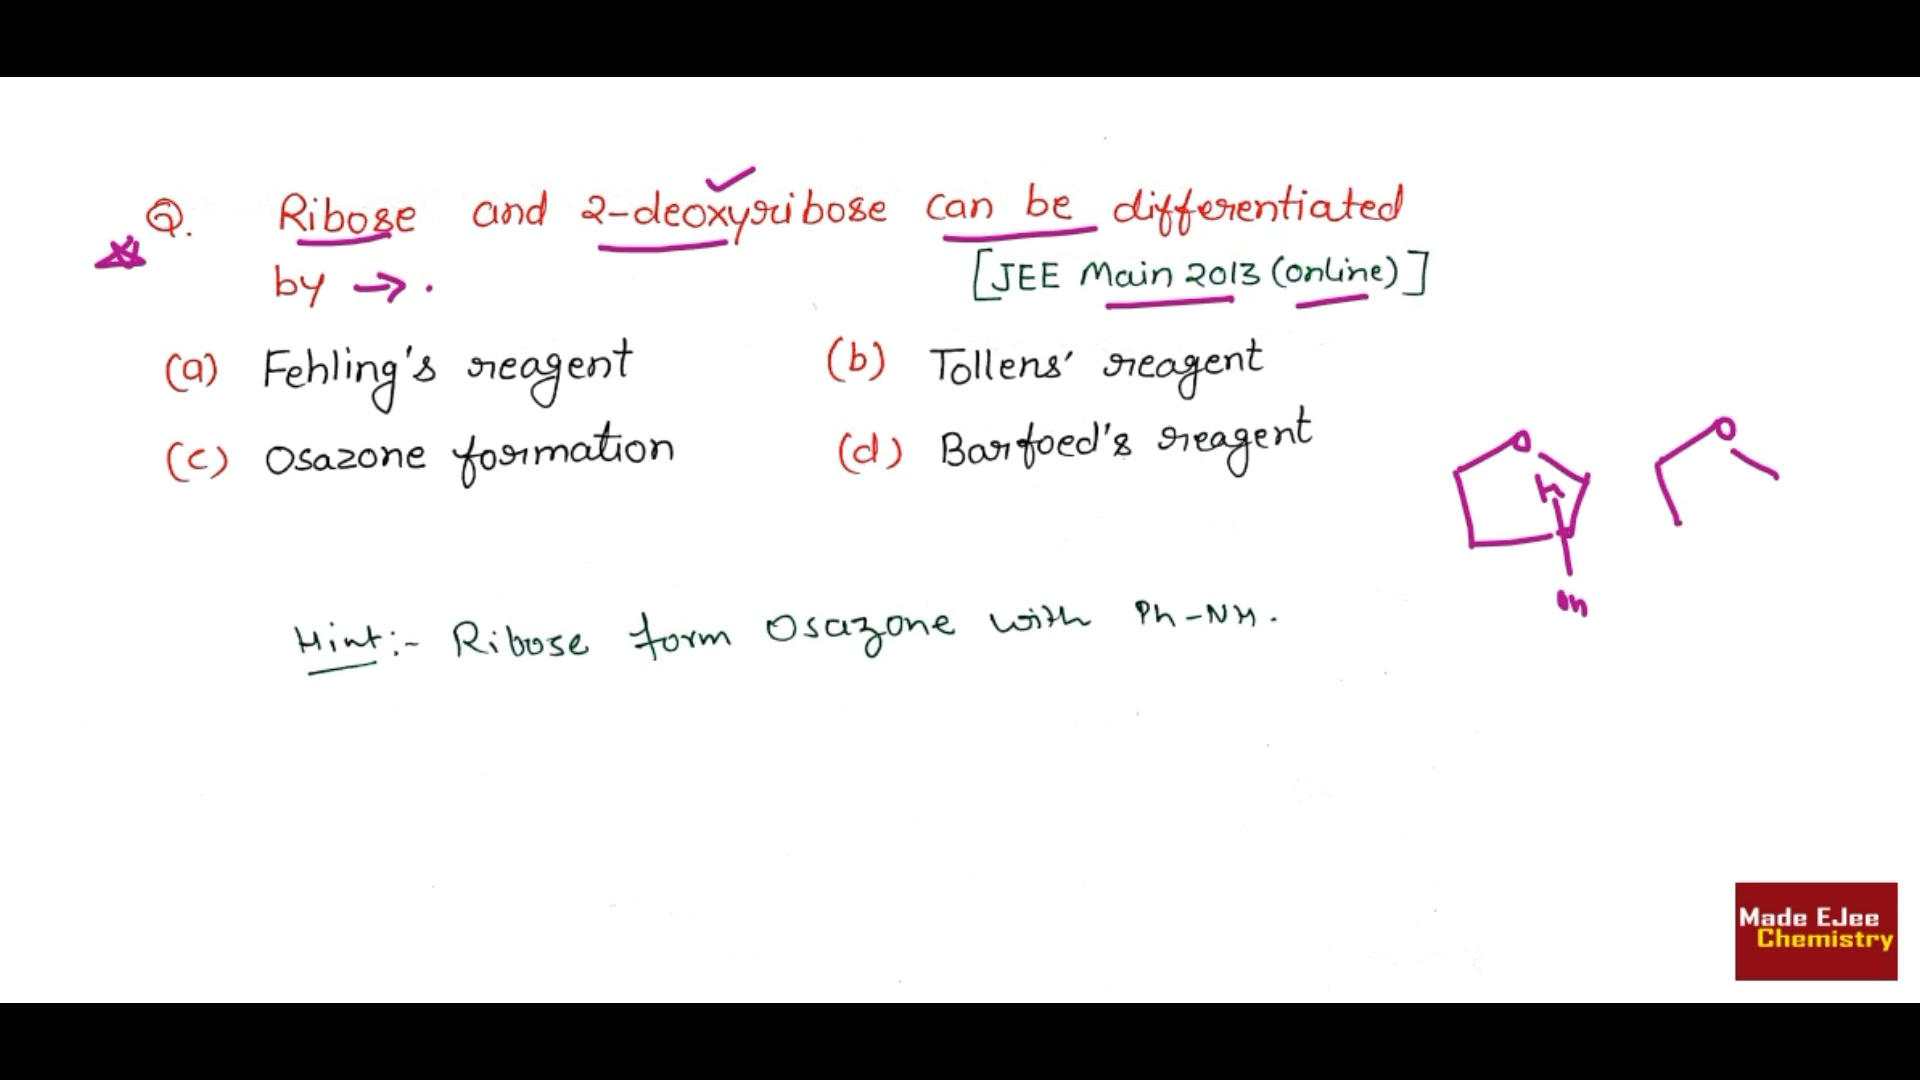 Q. Ribose and 2-deoxyribose can be differentiated
by → .
[JEE Main 2013 (online)]
(a) Fehling's reagent
(b) Tollens' reagent
(c) Osazone formation
(d) Barfoed's reagent
O
H
OH
O
Hint:- Ribose form Osazone with Ph-NH.
Made EJee
Chemistry